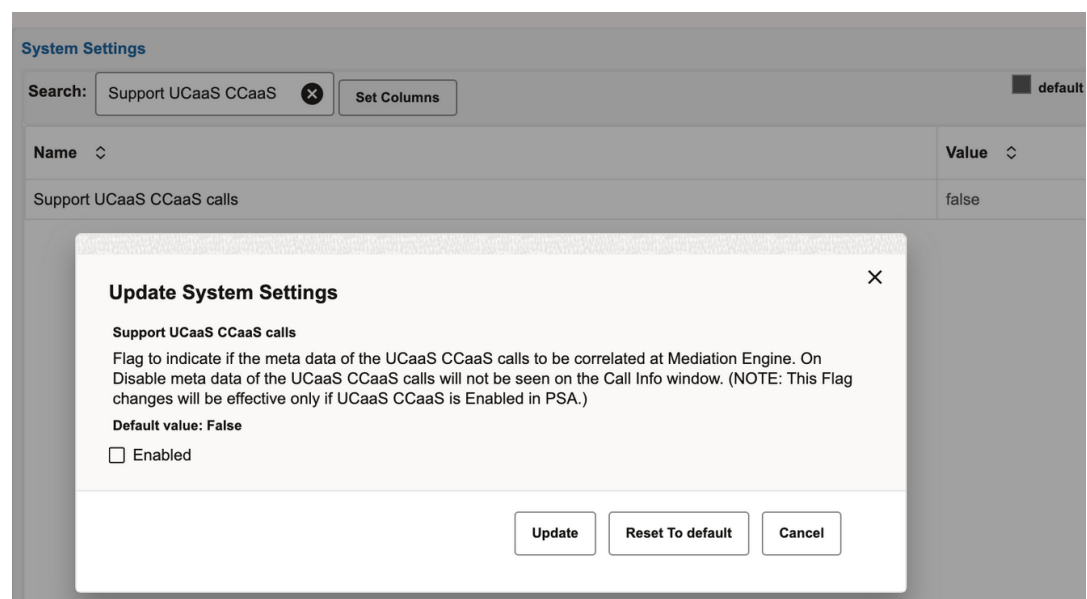 System Settings
Search: Support UCaaS CCaaS Set Columns default
Name Value
Support UCaaS CCaaS calls false
Update System Settings
Support UCaaS CCaaS calls
Flag to indicate if the meta data of the UCaaS CCaaS calls to be correlated at Mediation Engine. On
Disable meta data of the UCaaS CCaaS calls will not be seen on the Call Info window. (NOTE: This Flag
changes will be effective only if UCaaS CCaaS is Enabled in PSA.)
Default value: False
Enabled
Update Reset To default Cancel